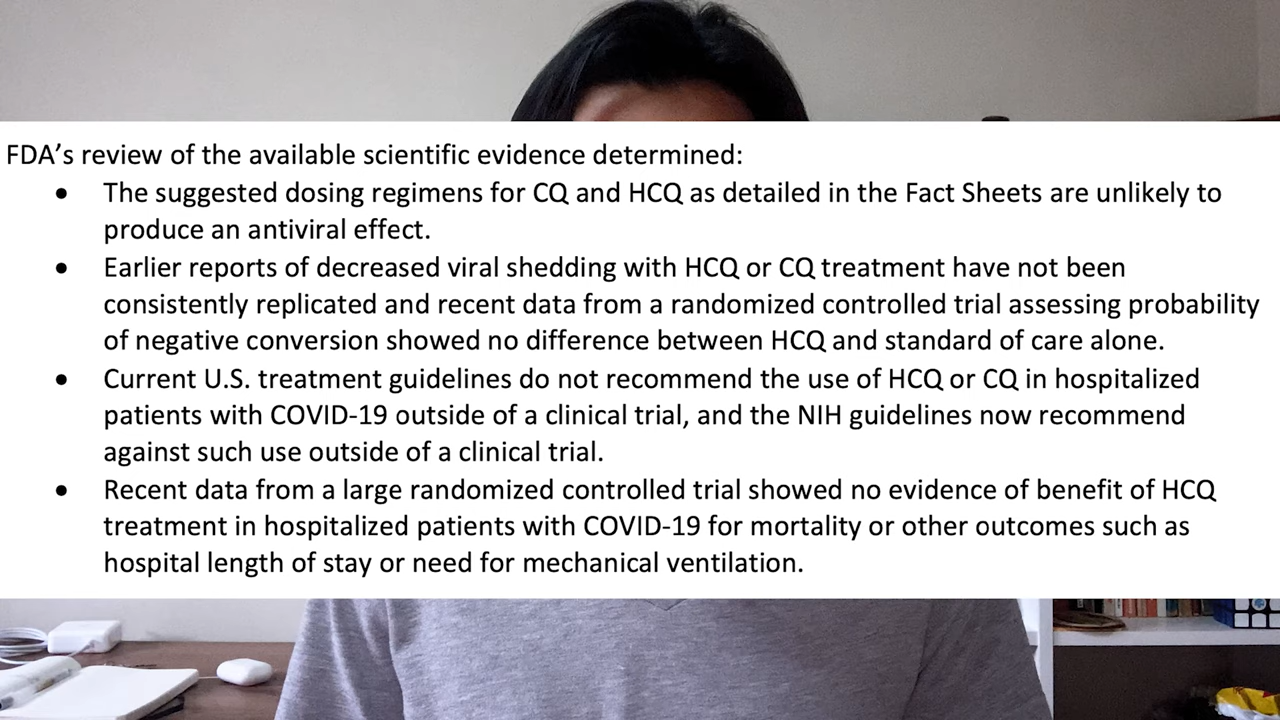 FDA's review of the available scientific evidence determined:
• The suggested dosing regimens for CQ and HCQ as detailed in the Fact Sheets are unlikely to
produce an antiviral effect.
• Earlier reports of decreased viral shedding with HCQ or CQ treatment have not been
consistently replicated and recent data from a randomized controlled trial assessing probability
of negative conversion showed no difference between HCQ and standard of care alone.
• Current U.S. treatment guidelines do not recommend the use of HCQ or CQ in hospitalized
patients with COVID-19 outside of a clinical trial, and the NIH guidelines now recommend
against such use outside of a clinical trial.
• Recent data from a large randomized controlled trial showed no evidence of benefit of HCQ
treatment in hospitalized patients with COVID-19 for mortality or other outcomes such as
hospital length of stay or need for mechanical ventilation.